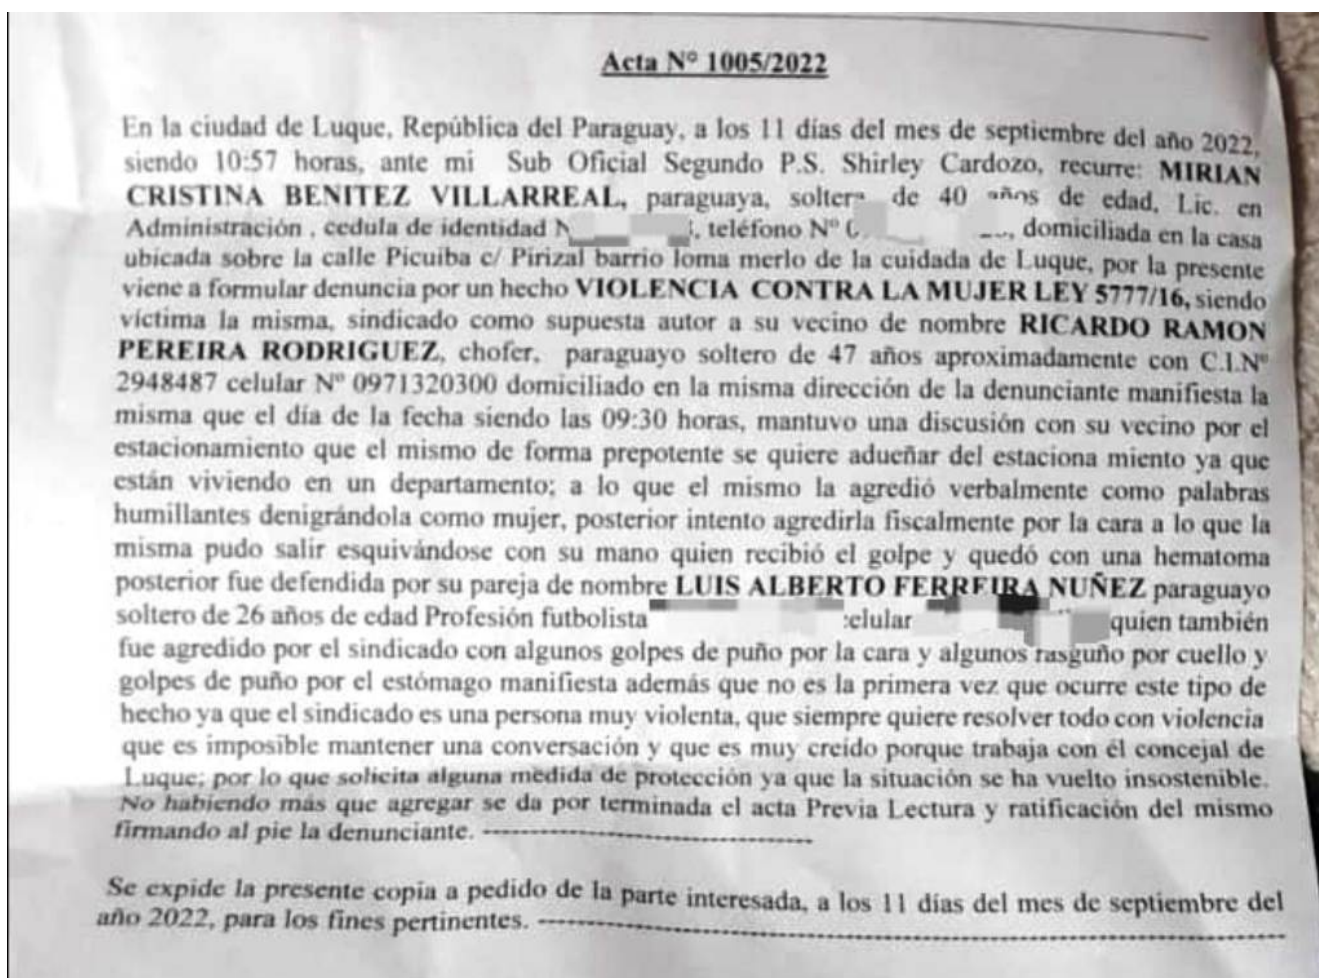 Acta Nº 1005/2022
En la ciudad de Luque, República del Paraguay, a los 11 días del mes de septiembre del año 2022,
siendo 10:57 horas, ante mi Sub Oficial Segundo P.S. Shirley Cardozo, recurre: MIRIAN
CRISTINA BENITEZ VILLARREAL, paraguaya, soltera de 40 años de edad, Lic. en
Administración , cedula de identidad N , teléfono Nº , domiciliada en la casa
ubicada sobre la calle Picuiba c/ Pirizal barrio loma merlo de la cuidada de Luque, por la presente
viene a formular denuncia por un hecho VIOLENCIA CONTRA LA MUJER LEY 5777/16, siendo
víctima la misma, sindicado como supuesta autor a su vecino de nombre RICARDO RAMON
PEREIRA RODRIGUEZ, chofer, paraguayo soltero de 47 años aproximadamente con C.I.Nº
2948487 celular Nº 0971320300 domiciliado en la misma dirección de la denunciante manifiesta la
misma que el día de la fecha siendo las 09:30 horas, mantuvo una discusión con su vecino por el
estacionamiento que el mismo de forma prepotente se quiere adueñar del estaciona miento ya que
están viviendo en un departamento; a lo que el mismo la agredió verbalmente como palabras
humillantes denigrándola como mujer, posterior intento agredirla fiscalmente por la cara a lo que la
misma pudo salir esquivándose con su mano quien recibió el golpe y quedó con una hematoma
posterior fue defendida por su pareja de nombre LUIS ALBERTO FERREIRA NUÑEZ paraguayo
soltero de 26 años de edad Profesión futbolista celular quien también
fue agredido por el sindicado con algunos golpes de puño por la cara y algunos rasguño por cuello y
golpes de puño por el estómago manifiesta además que no es la primera vez que ocurre este tipo de
hecho ya que el sindicado es una persona muy violenta, que siempre quiere resolver todo con violencia
que es imposible mantener una conversación y que es muy creído porque trabaja con él concejal de
Luque; por lo que solicita alguna medida de protección ya que la situación se ha vuelto insostenible.
No habiendo más que agregar se da por terminada el acta Previa Lectura y ratificación del mismo
firmando al pie la denunciante. ------------------------------------
Se expide la presente copia a pedido de la parte interesada, a los 11 días del mes de septiembre del
año 2022, para los fines pertinentes. ------------------------------------------------------------------------